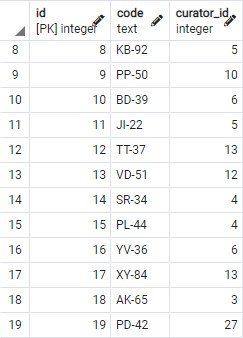 id code curator_id
[PK] integer text integer
8 8 KB-92 5
9 9 PP-50 10
10 10 BD-39 6
11 11 JI-22 5
12 12 TT-37 13
13 13 VD-51 12
14 14 SR-34 4
15 15 PL-44 4
16 16 YV-36 6
17 17 XY-84 13
18 18 AK-65 3
19 19 PD-42 27